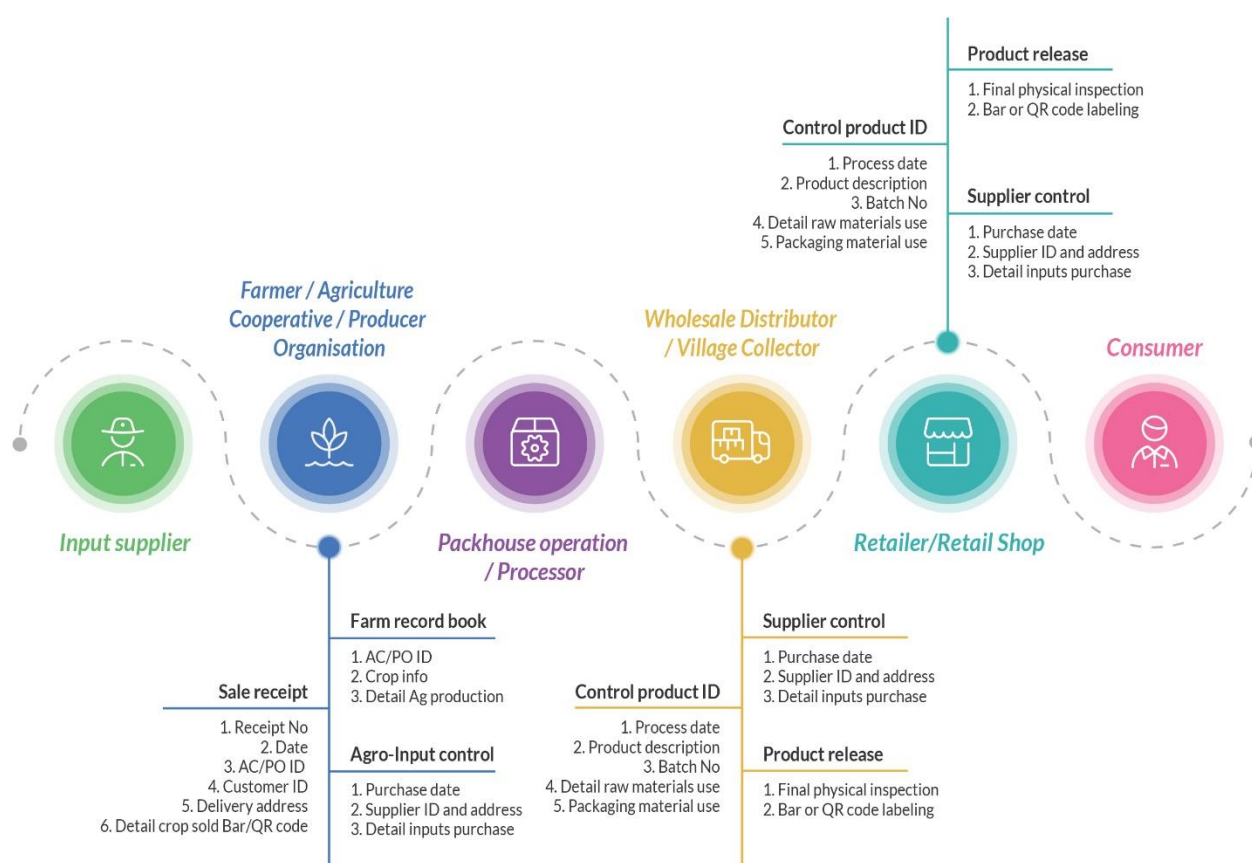 Product release
1. Final physical inspection
2. Bar or QR code labeling
Control product ID
1. Process date
2. Product description
3. Batch No
4. Detail raw materials use
5. Packaging material use
Supplier control
1. Purchase date
2. Supplier ID and address
3. Detail inputs purchase
Farmer / Agriculture
Cooperative / Producer
Organisation
Wholesale Distributor
/ Village Collector
Consumer
Input supplier
Packhouse operation
/ Processor
Retailer/Retail Shop
Farm record book
1. AC/PO ID
2. Crop info
3. Detail Ag production
Sale receipt
1. Receipt No
2. Date
3. AC/PO ID
4. Customer ID
5. Delivery address
6. Detail crop sold Bar/QR code
Agro-Input control
1. Purchase date
2. Supplier ID and address
3. Detail inputs purchase
Supplier control
1. Purchase date
2. Supplier ID and address
3. Detail inputs purchase
Control product ID
1. Process date
2. Product description
3. Batch No
4. Detail raw materials use
5. Packaging material use
Product release
1. Final physical inspection
2. Bar or QR code labeling